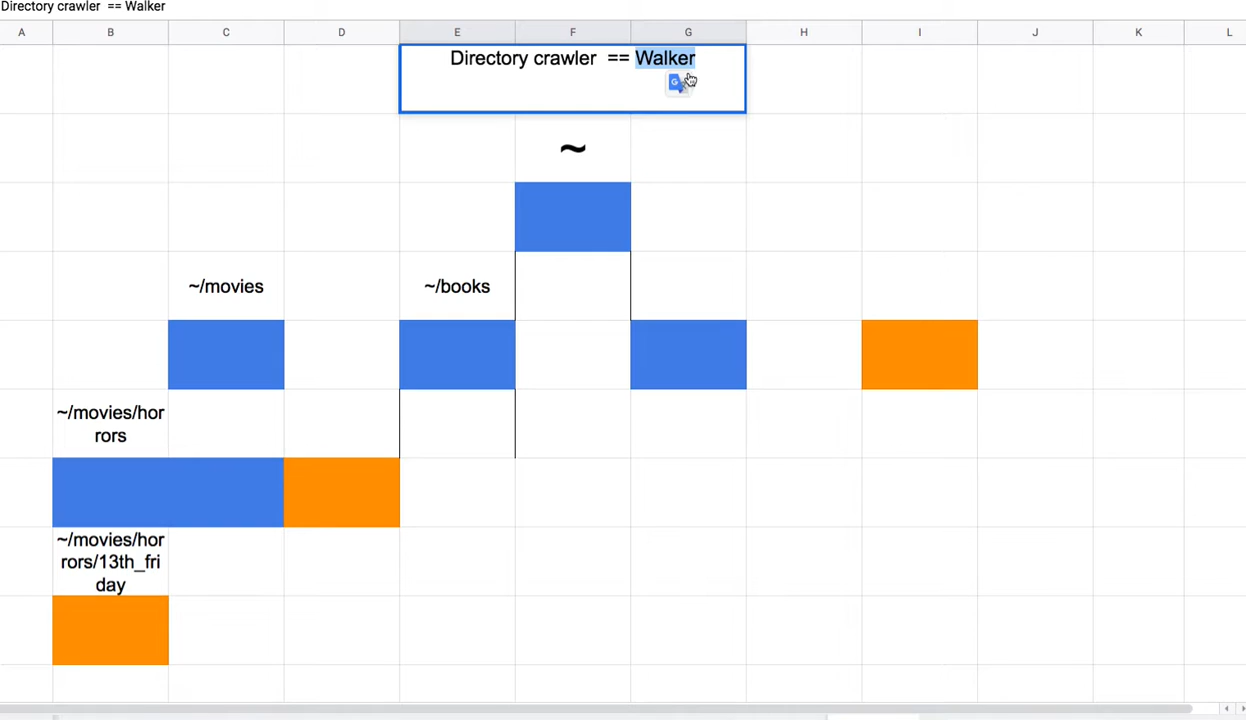 Directory crawler  == Walker
A B C D E F G H I J K L
Directory crawler  == Walker
~
~/movies ~/books
~/movies/hor
rors
~/movies/hor
rors/13th_fri
day